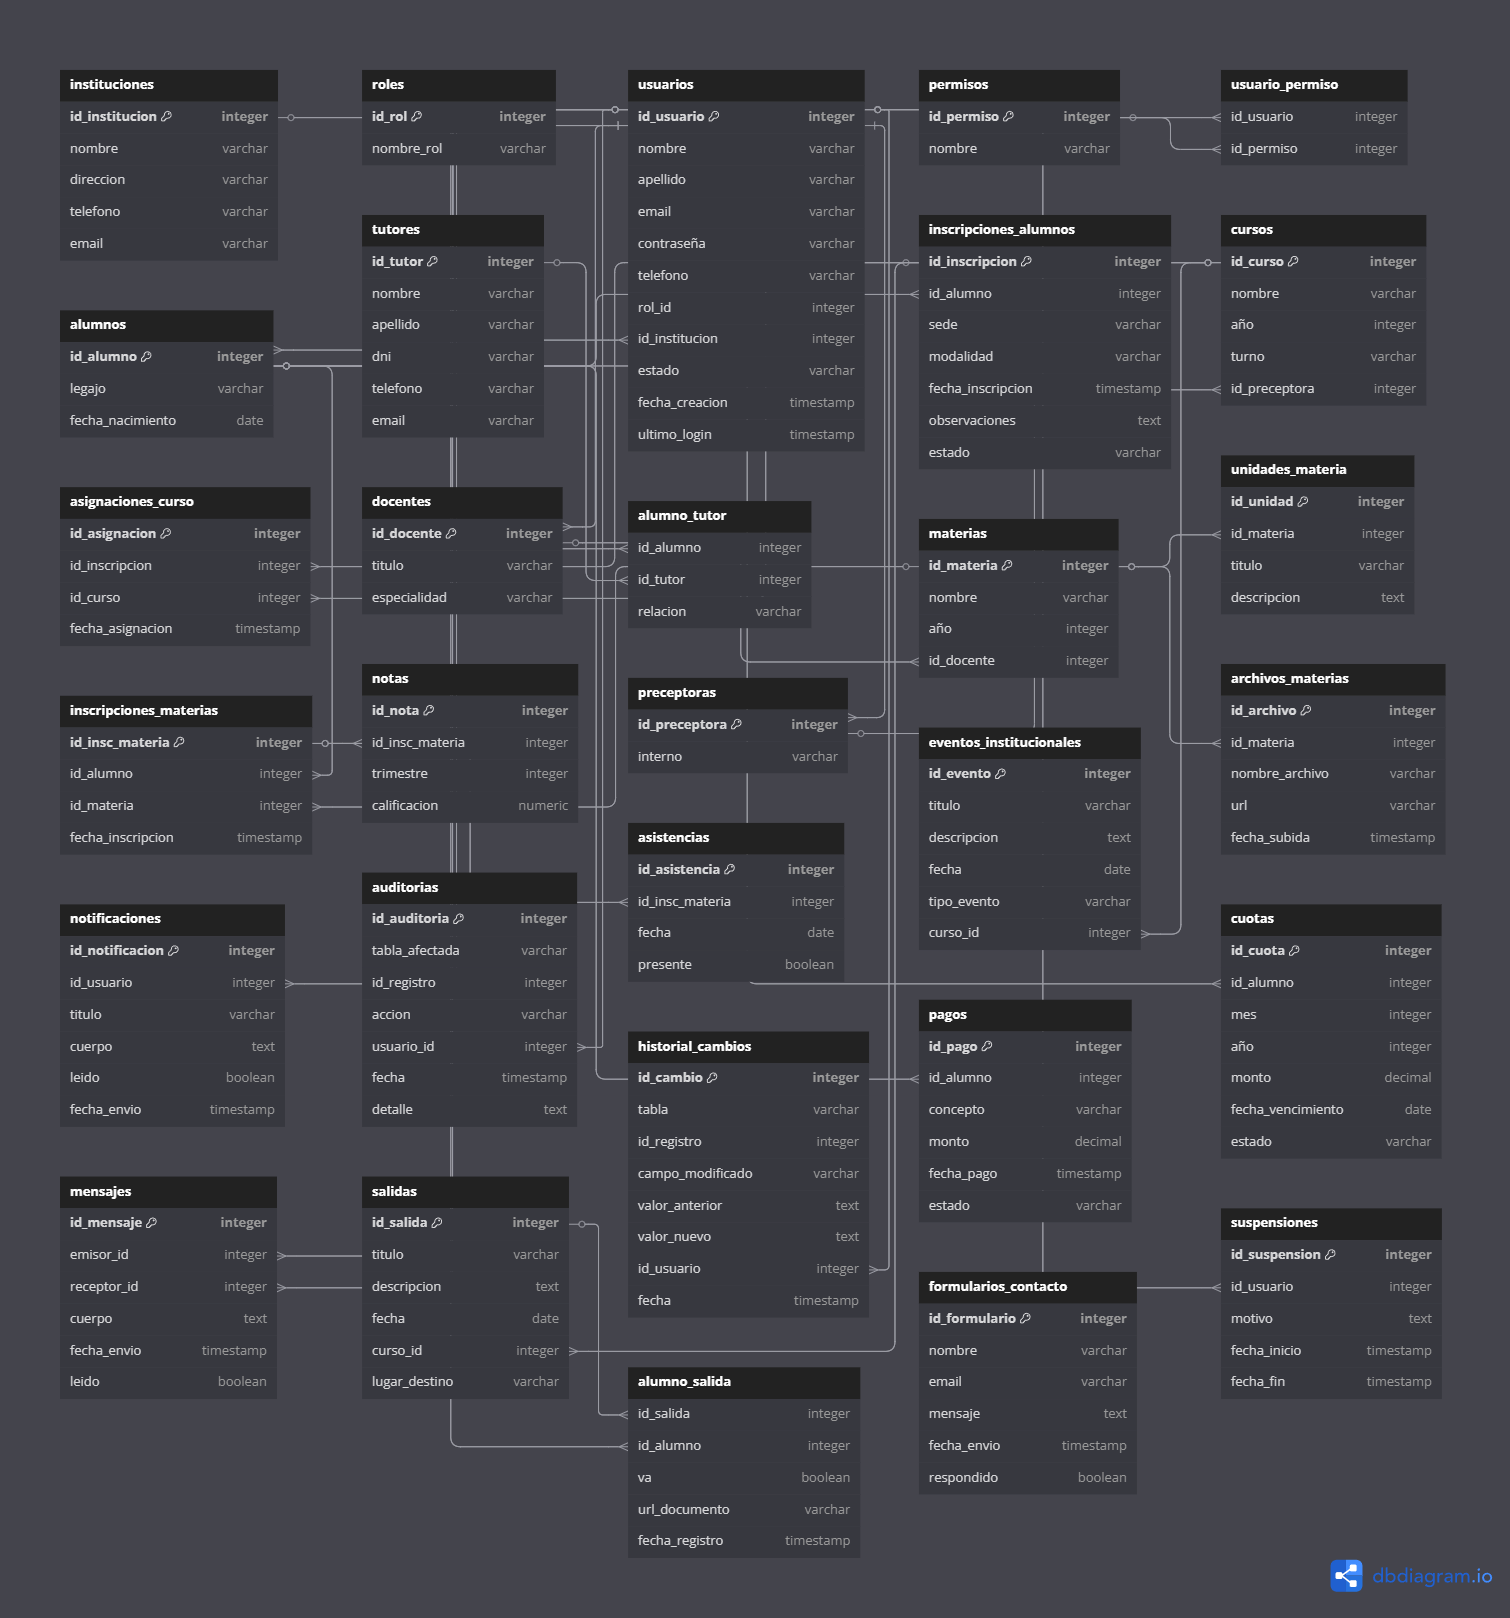 instituciones
id_institucion integer
nombre varchar
direccion varchar
telefono varchar
email varchar
roles
id_rol integer
nombre_rol varchar
usuarios
id_usuario integer
nombre varchar
apellido varchar
email varchar
contraseña varchar
telefono varchar
rol_id integer
id_institucion integer
estado varchar
fecha_creacion timestamp
ultimo_login timestamp
permisos
id_permiso integer
nombre varchar
usuario_permiso
id_usuario integer
id_permiso integer
tutores
id_tutor integer
nombre varchar
apellido varchar
dni varchar
telefono varchar
email varchar
inscripciones_alumnos
id_inscripcion integer
id_alumno integer
sede varchar
modalidad varchar
fecha_inscripcion timestamp
observaciones text
estado varchar
cursos
id_curso integer
nombre varchar
año integer
turno varchar
id_preceptora integer
alumnos
id_alumno integer
legajo varchar
fecha_nacimiento date
unidades_materia
id_unidad integer
id_materia integer
titulo varchar
descripcion text
asignaciones_curso
id_asignacion integer
id_inscripcion integer
id_curso integer
fecha_asignacion timestamp
docentes
id_docente integer
titulo varchar
especialidad varchar
alumno_tutor
id_alumno integer
id_tutor integer
relacion varchar
materias
id_materia integer
nombre varchar
año integer
id_docente integer
notas
id_nota integer
id_insc_materia integer
trimestre integer
calificacion numeric
preceptoras
id_preceptora integer
interno varchar
archivos_materias
id_archivo integer
id_materia integer
nombre_archivo varchar
url varchar
fecha_subida timestamp
inscripciones_materias
id_insc_materia integer
id_alumno integer
id_materia integer
fecha_inscripcion timestamp
eventos_institucionales
id_evento integer
titulo varchar
descripcion text
fecha date
tipo_evento varchar
curso_id integer
asistencias
id_asistencia integer
id_insc_materia integer
fecha date
presente boolean
auditorias
id_auditoria integer
tabla_afectada varchar
id_registro integer
accion varchar
usuario_id integer
fecha timestamp
detalle text
notificaciones
id_notificacion integer
id_usuario integer
titulo varchar
cuerpo text
leido boolean
fecha_envio timestamp
cuotas
id_cuota integer
id_alumno integer
mes integer
año integer
monto decimal
fecha_vencimiento date
estado varchar
pagos
id_pago integer
id_alumno integer
concepto varchar
monto decimal
fecha_pago timestamp
estado varchar
historial_cambios
id_cambio integer
tabla varchar
id_registro integer
campo_modificado varchar
valor_anterior text
valor_nuevo text
id_usuario integer
fecha timestamp
mensajes
id_mensaje integer
emisor_id integer
receptor_id integer
cuerpo text
fecha_envio timestamp
leido boolean
salidas
id_salida integer
titulo varchar
descripcion text
fecha date
curso_id integer
lugar_destino varchar
suspensiones
id_suspension integer
id_usuario integer
motivo text
fecha_inicio timestamp
fecha_fin timestamp
formularios_contacto
id_formulario integer
nombre varchar
email varchar
mensaje text
fecha_envio timestamp
respondido boolean
alumno_salida
id_salida integer
id_alumno integer
va boolean
url_documento varchar
fecha_registro timestamp
dbdiagram.io